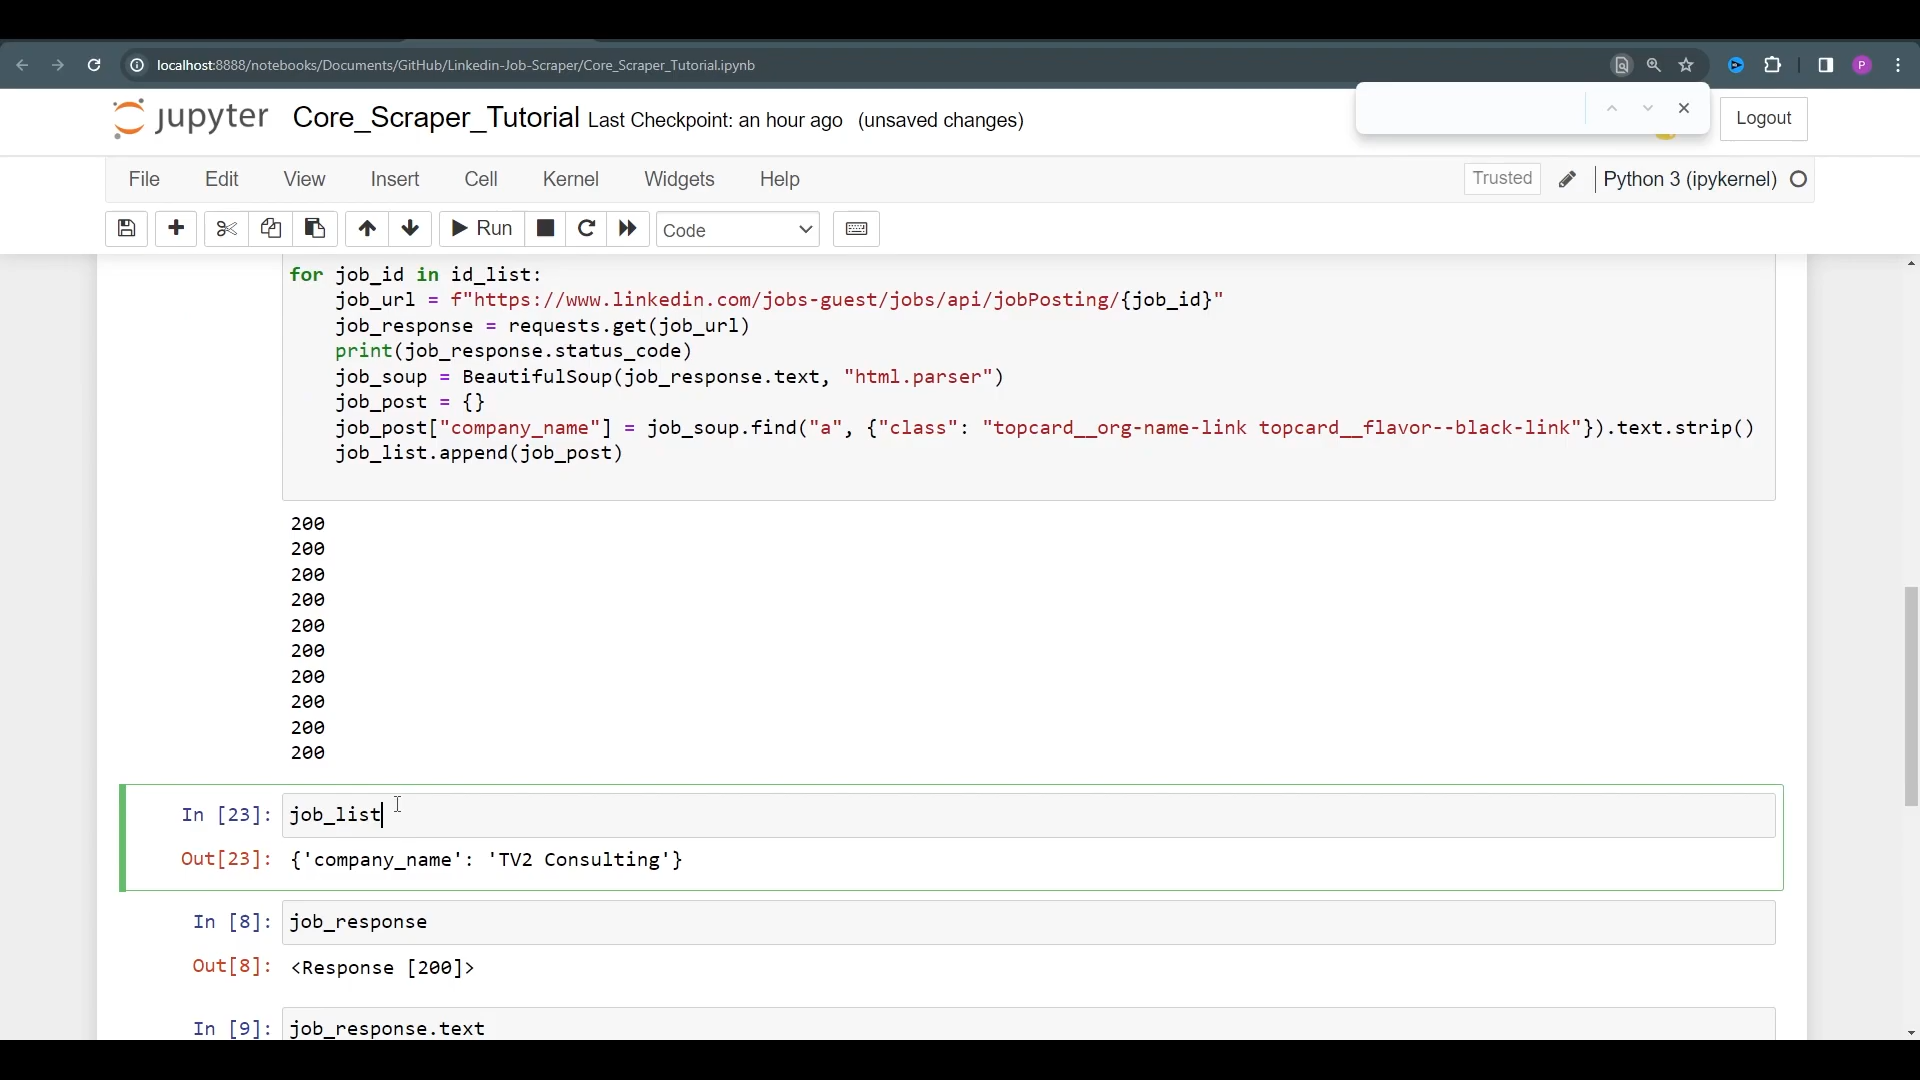 localhost:8888/notebooks/Documents/GitHub/Linkedin-Job-Scraper/Core_Scraper_Tutorial.ipynb
P
jupyter Core_Scraper_Tutorial Last Checkpoint: an hour ago (unsaved changes)
Logout
File Edit View Insert Cell Kernel Widgets Help
Trusted Python 3 (ipykernel)
Run Code
for job_id in id_list:
    job_url = f"https://www.linkedin.com/jobs-guest/jobs/api/jobPosting/{job_id}"
    job_response = requests.get(job_url)
    print(job_response.status_code)
    job_soup = BeautifulSoup(job_response.text, "html.parser")
    job_post = {}
    job_post["company_name"] = job_soup.find("a", {"class": "topcard__org-name-link topcard__flavor--black-link"}).text.strip()
    job_list.append(job_post)
200
200
200
200
200
200
200
200
200
200
In [23]: job_list
Out[23]: {'company_name': 'TV2 Consulting'}
In [8]: job_response
Out[8]: <Response [200]>
In [9]: job_response.text